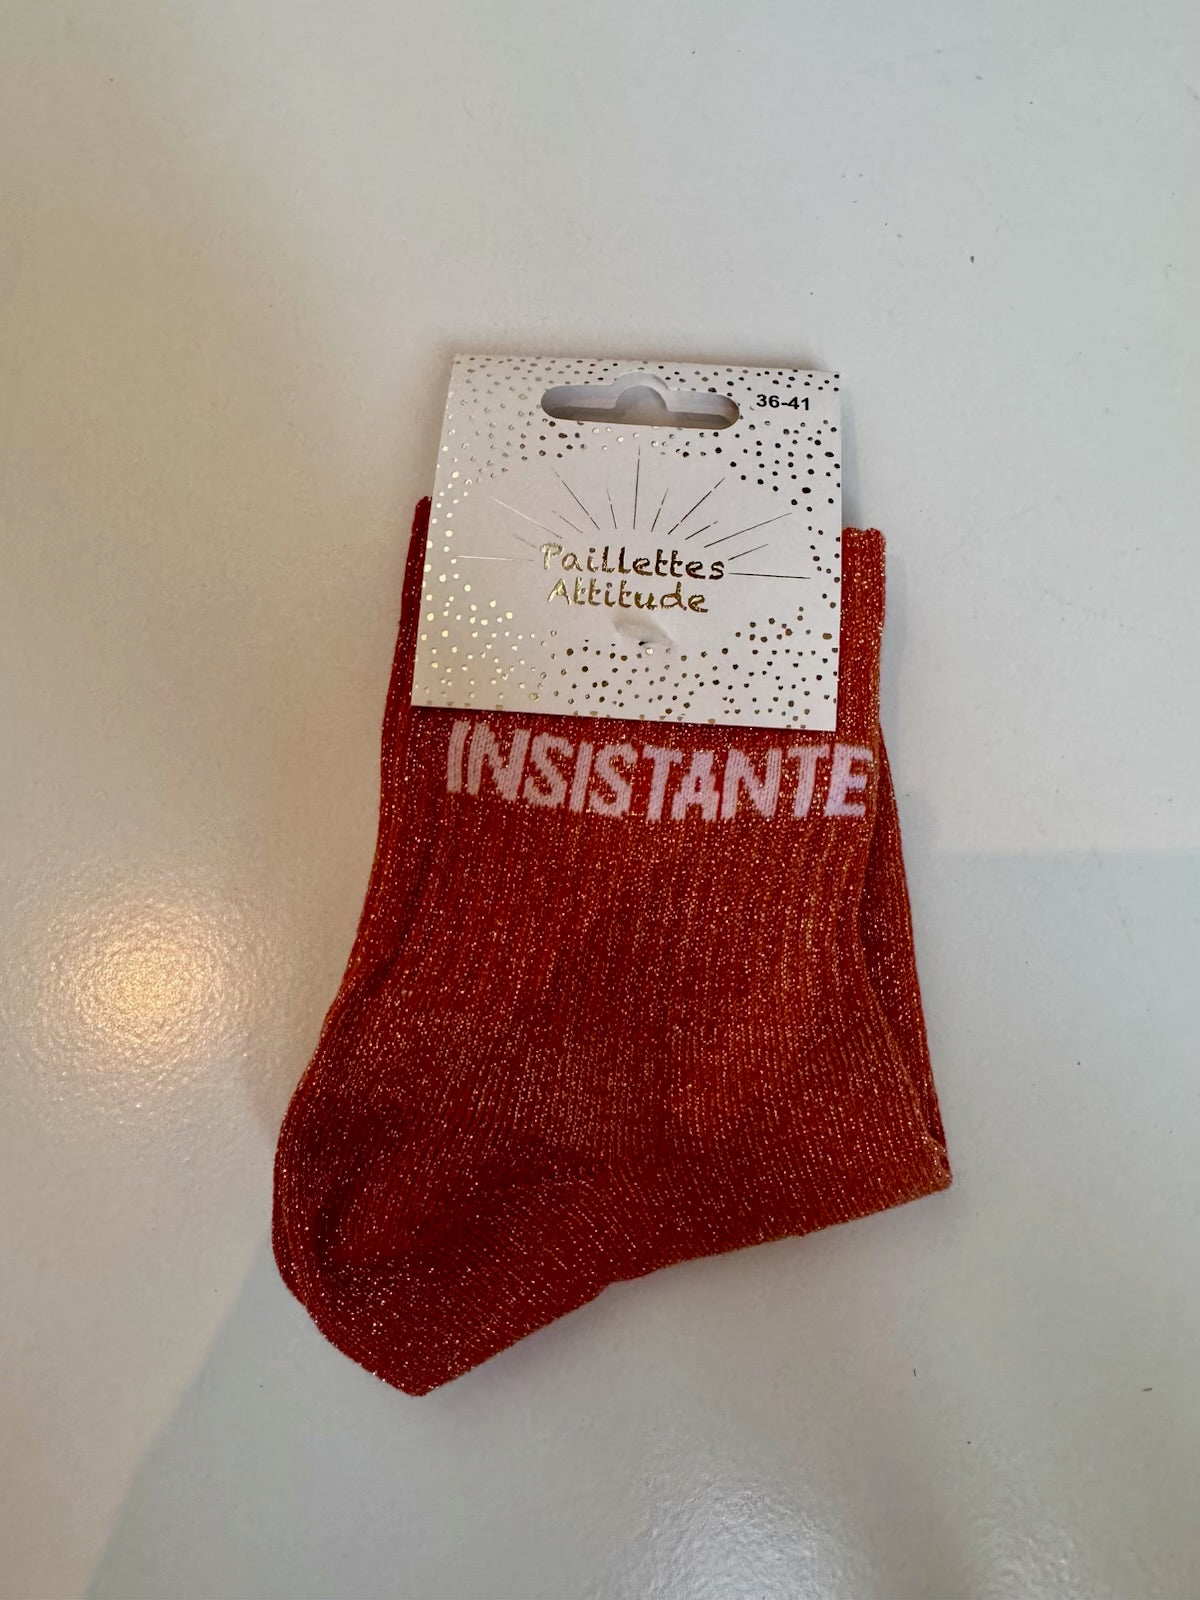 36-41
Paillettes
Attitude
INSISTANTE